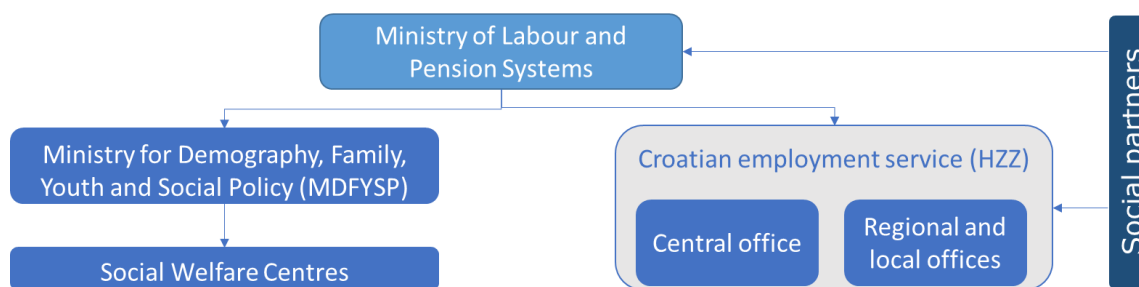 Ministry of Labour and
Pension Systems
Social partners
Ministry for Demography, Family,
Youth and Social Policy (MDFYSP)
Croatian employment service (HZZ)
Central office
Regional and
local offices
Social Welfare Centres